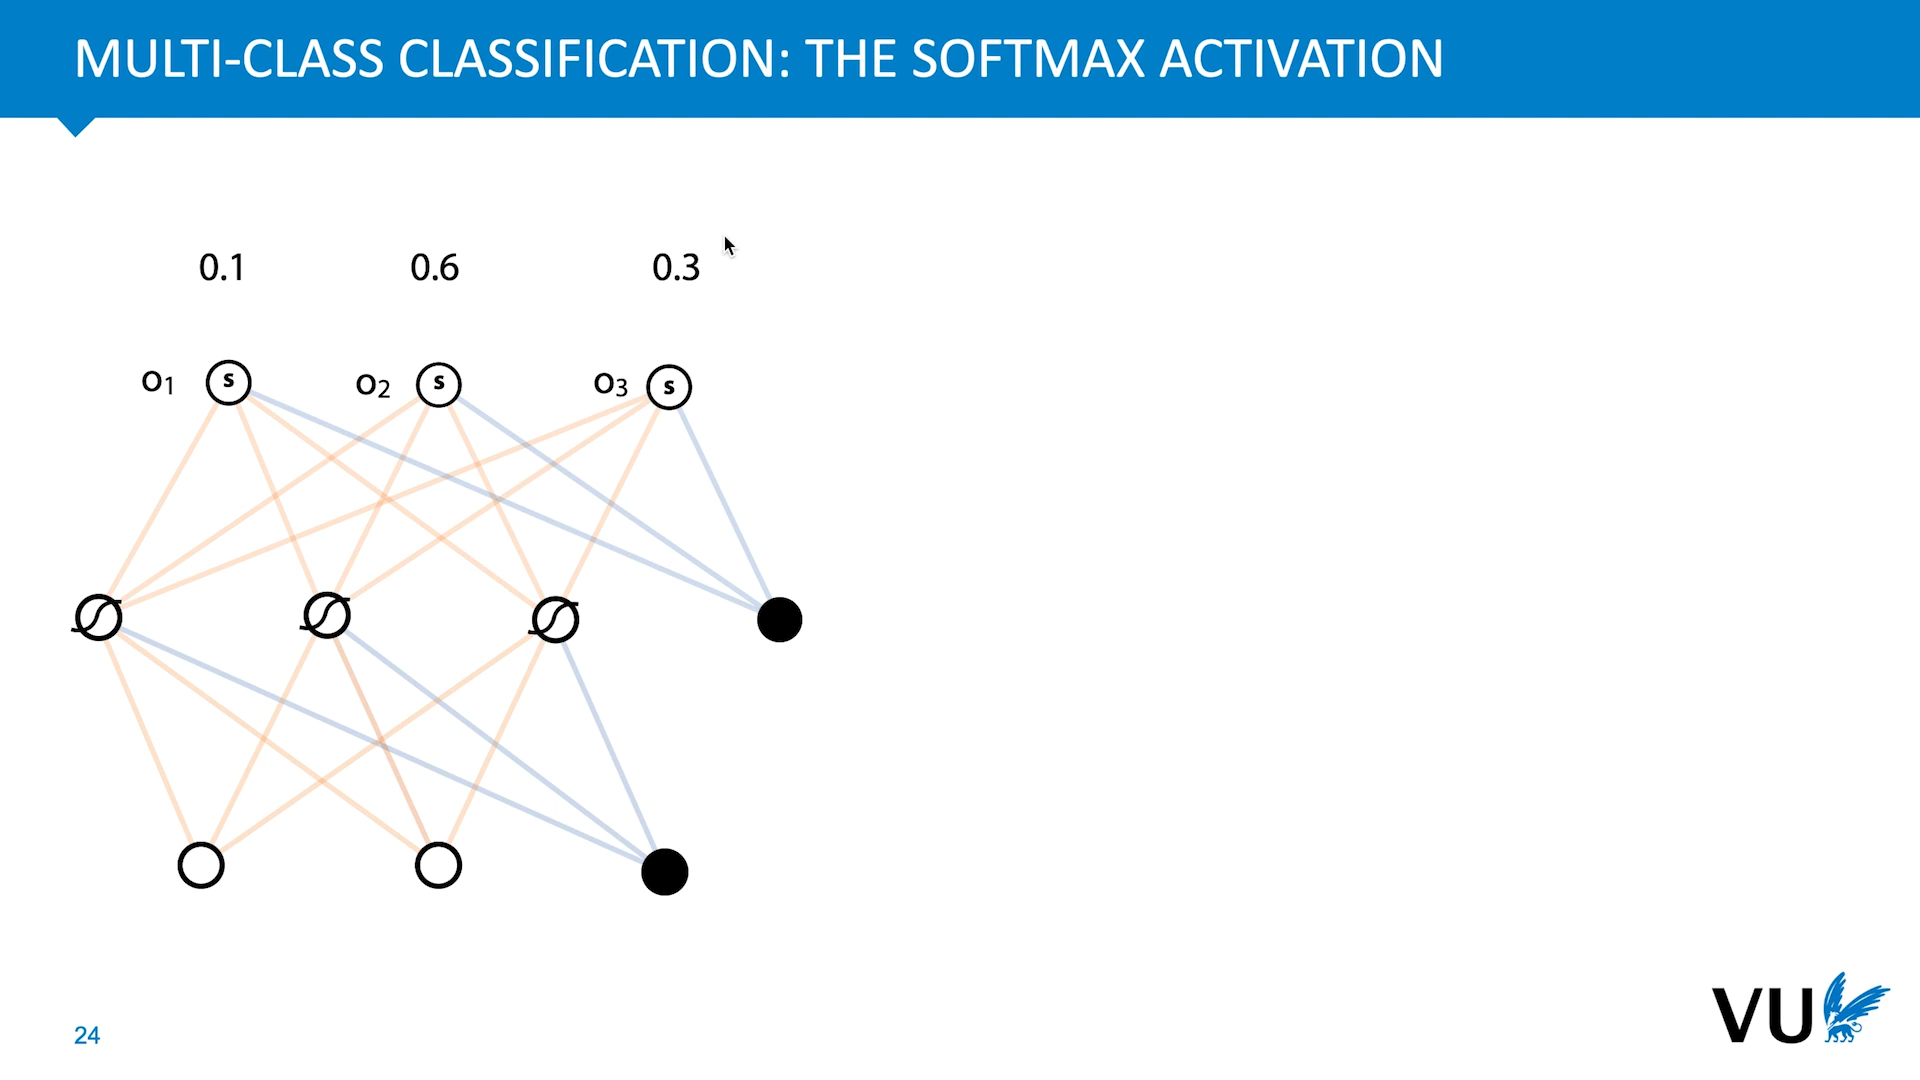 MULTI-CLASS CLASSIFICATION: THE SOFTMAX ACTIVATION
0.1 0.6 0.3
o1 s o2 s o3 s
24
VU